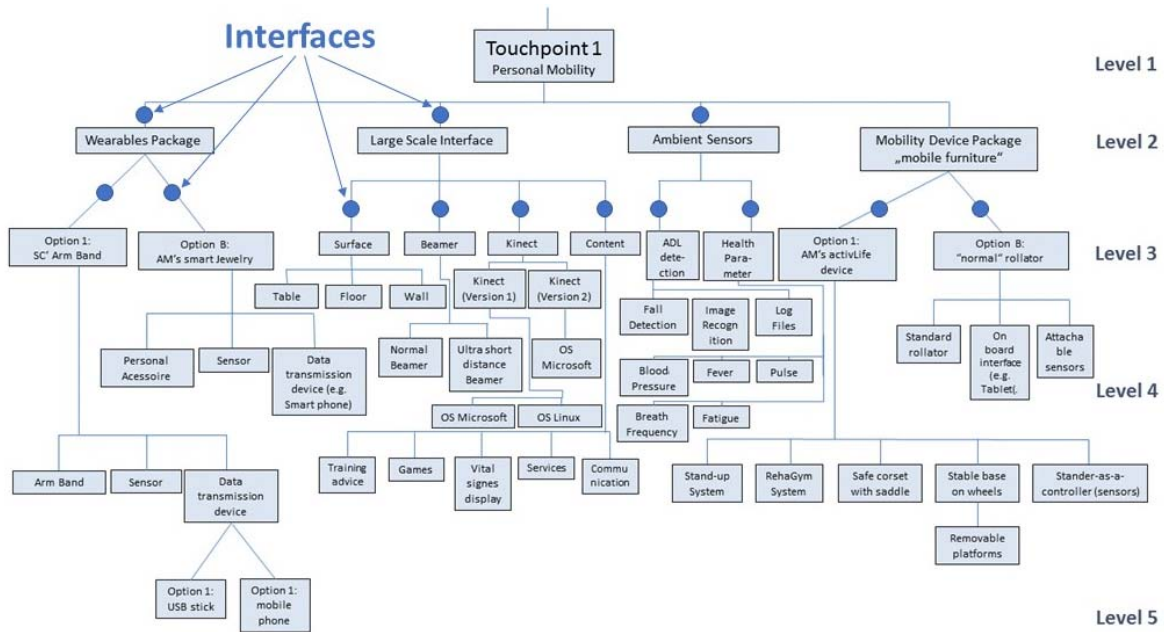 Interfaces
Touchpoint 1
Personal Mobility
Level 1
Wearables Package
Large Scale Interface
Ambient Sensors
Mobility Device Package
„mobile furniture“
Level 2
Option 1:
SC' Arm Band
Option B:
AM's smart Jewelry
Surface
Beamer
Kinect
Content
ADL
dete-
ction
Health
Para-
meter
Option 1:
AM's activLife
device
Option B:
"normal" rollator
Level 3
Table
Floor
Wall
Kinect
(Version 1)
Kinect
(Version 2)
Fall
Detection
Image
Recogn
ition
Log
Files
Standard
rollator
On
board
interface
(e.g.
Tablet(.
Attacha
ble
sensors
Personal
Acessoire
Sensor
Data
transmission
device (e.g.
Smart phone)
Normal
Beamer
Ultra short
distance
Beamer
OS
Microsoft
Blood
Pressure
Fever
Pulse
Level 4
OS Microsoft
OS Linux
Breath
Frequency
Fatigue
Arm Band
Sensor
Data
transmission
device
Training
advice
Games
Vital
signes
display
Services
Commu
nication
Stand-up
System
RehaGym
System
Safe corset
with saddle
Stable base
on wheels
Stander-as-a-
controller (sensors)
Removable
platforms
Option 1:
USB stick
Option 1:
mobile
phone
Level 5